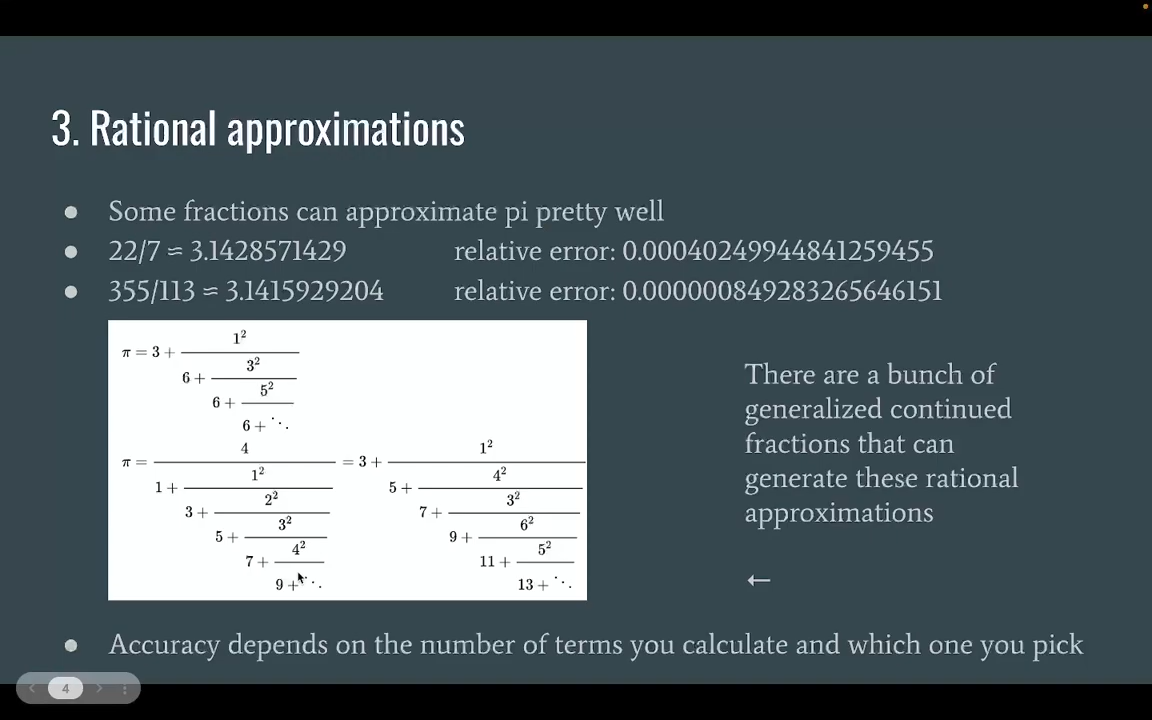 3. Rational approximations
● Some fractions can approximate pi pretty well
● 22/7 ≈ 3.1428571429 relative error: 0.00040249944841259455
● 355/113 ≈ 3.1415929204 relative error: 0.000000849283265646151
π = 3 + 1²
6 + 3²
6 + 5²
6 + ⋱.
π = 4
1 + 1²
3 + 2²
5 + 3²
7 + 4²
9 + ⋱.
= 3 + 1²
5 + 4²
7 + 3²
9 + 6²
11 + 5²
13 + ⋱.
There are a bunch of
generalized continued
fractions that can
generate these rational
approximations
←
● Accuracy depends on the number of terms you calculate and which one you pick
4